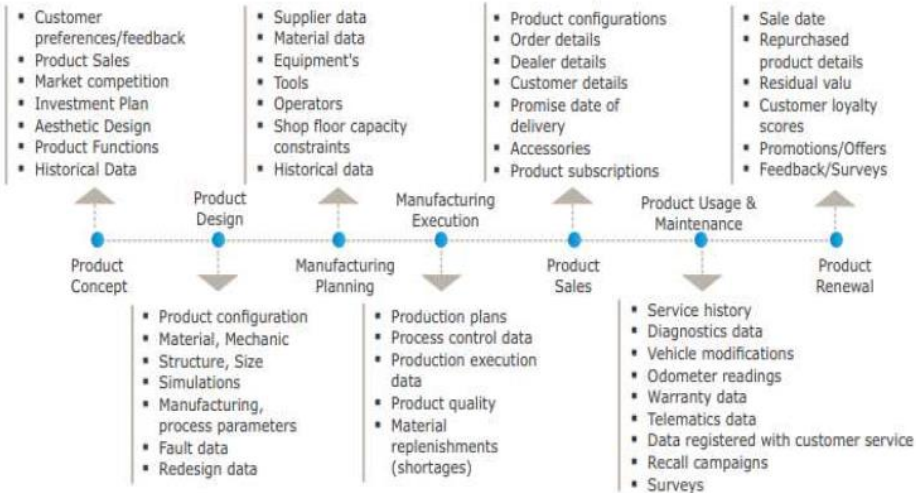 ▪ Customer
preferences/feedback
▪ Product Sales
▪ Market competition
▪ Investment Plan
▪ Aesthetic Design
▪ Product Functions
▪ Historical Data
▪ Supplier data
▪ Material data
▪ Equipment's
▪ Tools
▪ Operators
▪ Shop floor capacity
constraints
▪ Historical data
▪ Product configurations
▪ Order details
▪ Dealer details
▪ Customer details
▪ Promise date of
delivery
▪ Accessories
▪ Product subscriptions
▪ Sale date
▪ Repurchased
product details
▪ Residual valu
▪ Customer loyalty
scores
▪ Promotions/Offers
▪ Feedback/Surveys
Product
Concept
Product
Design
Manufacturing
Planning
Manufacturing
Execution
Product
Sales
Product Usage &
Maintenance
Product
Renewal
▪ Product configuration
▪ Material, Mechanic
▪ Structure, Size
▪ Simulations
▪ Manufacturing,
process parameters
▪ Fault data
▪ Redesign data
▪ Production plans
▪ Process control data
▪ Production execution
data
▪ Product quality
▪ Material
replenishments
(shortages)
▪ Service history
▪ Diagnostics data
▪ Vehicle modifications
▪ Odometer readings
▪ Warranty data
▪ Telematics data
▪ Data registered with customer service
▪ Recall campaigns
▪ Surveys